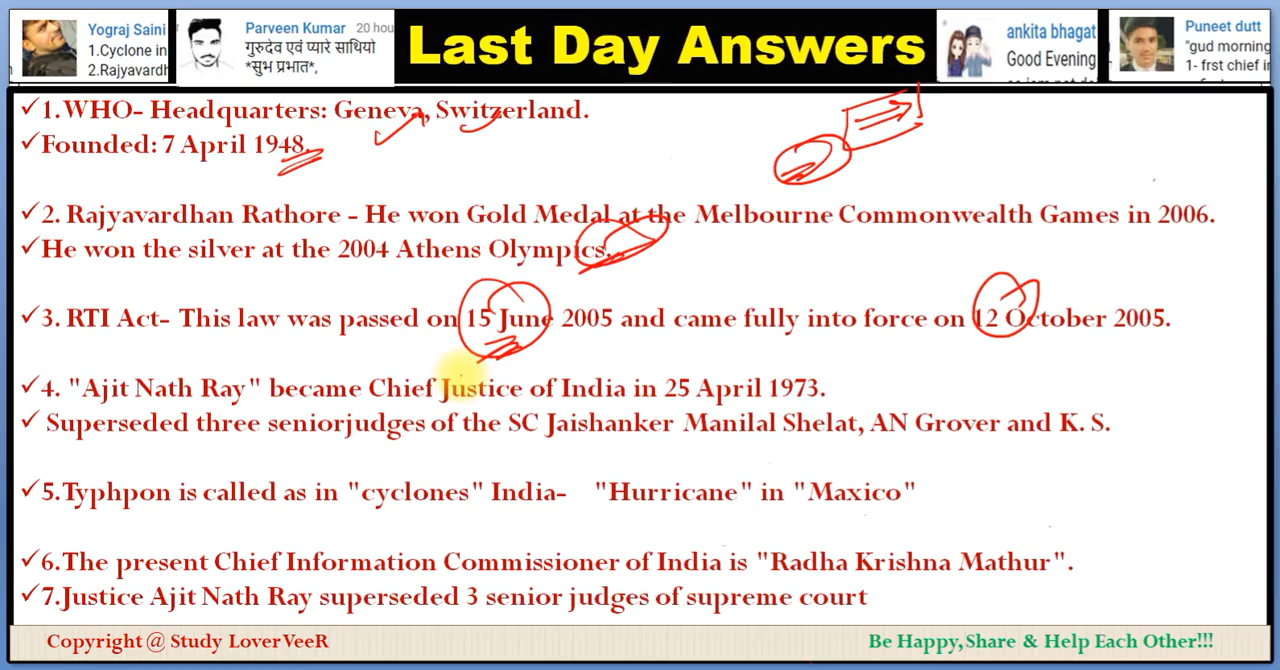 Yograj Saini
1.Cyclone in
2.Rajyavardh
Parveen Kumar 20 hou
गुरुदेव एवं प्यारे साथियो
*सुभ प्रभात*,
Last Day Answers
ankita bhagat
Good Evening
Puneet dutt
"gud morning
1- frst chief in
✓1.WHO- Headquarters: Geneva, Switzerland.
✓Founded: 7 April 1948.
✓2. Rajyavardhan Rathore - He won Gold Medal at the Melbourne Commonwealth Games in 2006.
✓He won the silver at the 2004 Athens Olympics.
✓3. RTI Act- This law was passed on 15 June 2005 and came fully into force on 12 October 2005.
✓4. "Ajit Nath Ray" became Chief Justice of India in 25 April 1973.
✓ Superseded three seniorjudges of the SC Jaishanker Manilal Shelat, AN Grover and K. S.
✓5.Typhpon is called as in "cyclones" India- "Hurricane" in "Maxico"
✓6.The present Chief Information Commissioner of India is "Radha Krishna Mathur".
✓7.Justice Ajit Nath Ray superseded 3 senior judges of supreme court
Copyright @ Study LoverVeeR
Be Happy,Share & Help Each Other!!!